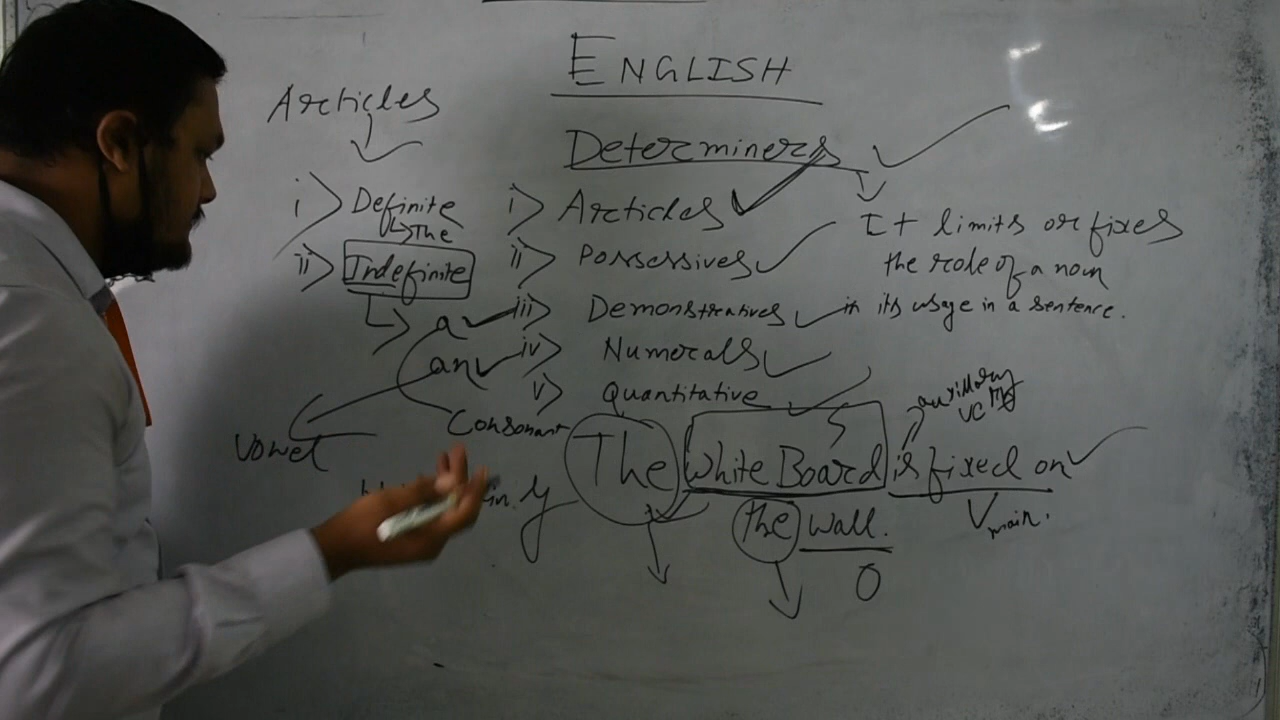 ENGLISH
Articles
Determiners
i) Definite
The
ii) Indefinite
a
an
Vowel
Consonant
i) Articles
ii) Possessives
iii) Demonstratives
iv) Numerals
v) Quantitative
It limits or fixes
the role of a noun
in its usage in a sentence.
auxillary
S
The White Board is fixed on
the wall.
V main.
O